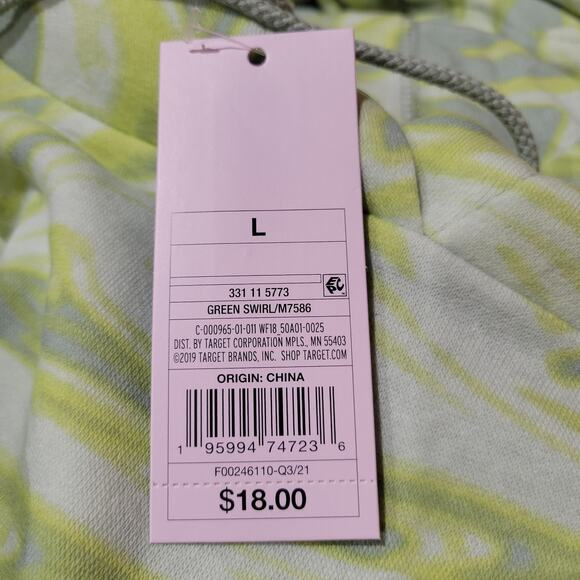 L
331 11 5773
GREEN SWIRL/M7586
C-000965-01-011 WF18_50A01-0025
DIST. BY TARGET CORPORATION MPLS., MN 55403
©2019 TARGET BRANDS, INC. SHOP TARGET.COM
ORIGIN: CHINA
1 95994 74723 6
F00246110-Q3/21
$18.00